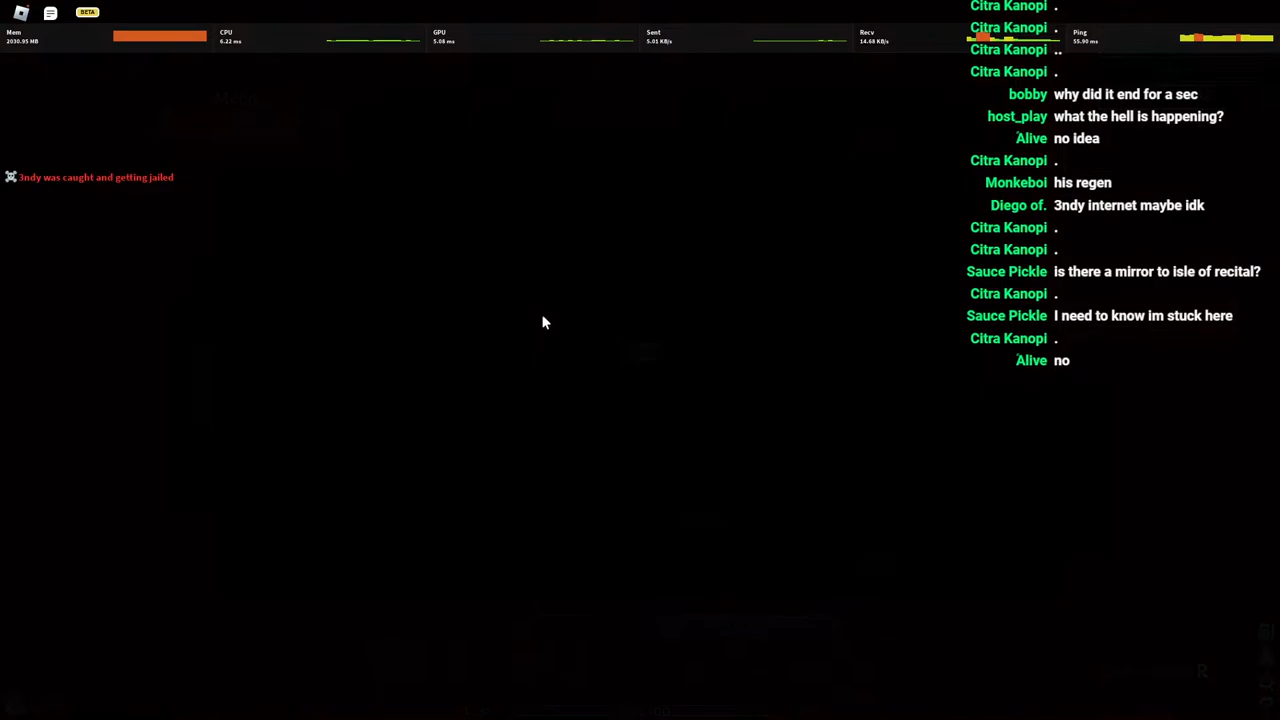 BETA
Mem
2030.95 MB
CPU
6.22 ms
GPU
5.08 ms
Sent
5.01 KB/s
Recv
14.68 KB/s
Ping
55.90 ms
3ndy was caught and getting jailed
Citra Kanopi .
Citra Kanopi .
Citra Kanopi ..
Citra Kanopi .
bobby why did it end for a sec
host_play what the hell is happening?
Alive no idea
Citra Kanopi .
Monkeboi his regen
Diego of. 3ndy internet maybe idk
Citra Kanopi .
Citra Kanopi .
Sauce Pickle is there a mirror to isle of recital?
Citra Kanopi .
Sauce Pickle I need to know im stuck here
Citra Kanopi .
Alive no
R